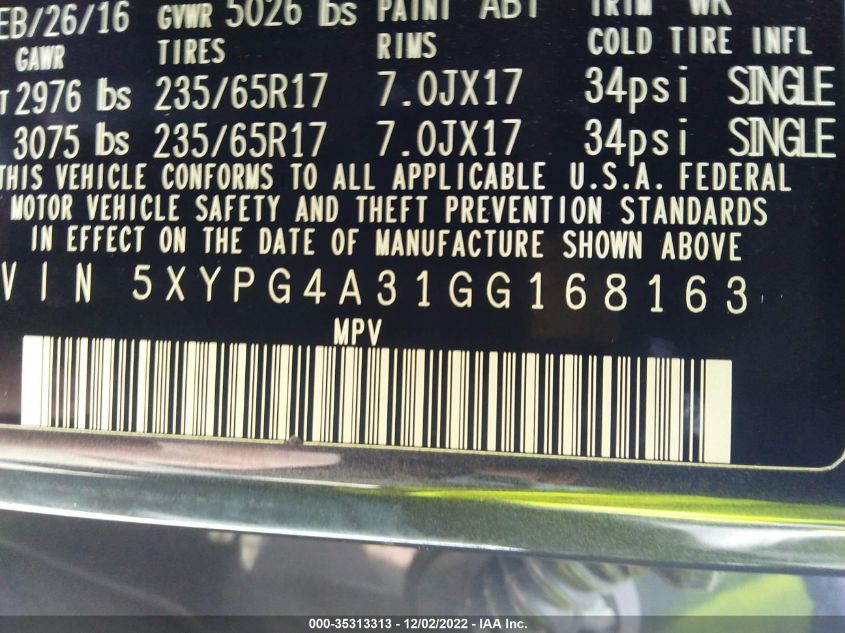 EB/26/16 GVWR 5026 lbs PAINT ABT TRIM WK
GAWR TIRES RIMS COLD TIRE INFL
T 2976 lbs 235/65R17 7.0JX17 34psi SINGLE
3075 lbs 235/65R17 7.0JX17 34psi SINGLE
THIS VEHICLE CONFORMS TO ALL APPLICABLE U.S.A. FEDERAL
MOTOR VEHICLE SAFETY AND THEFT PREVENTION STANDARDS
IN EFFECT ON THE DATE OF MANUFACTURE SHOWN ABOVE
VIN 5XYPG4A31GG168163
MPV
000-35313313 - 12/02/2022 - IAA Inc.